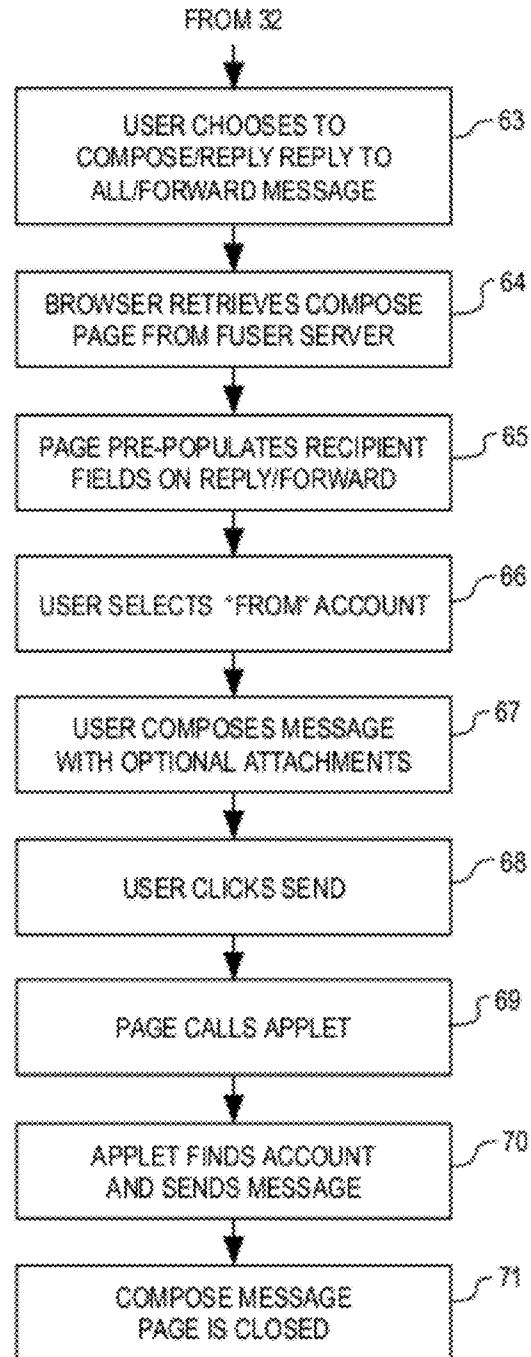 FROM 32
USER CHOOSES TO
COMPOSE/REPLY REPLY TO
ALL/FORWARD MESSAGE
63
BROWSER RETRIEVES COMPOSE
PAGE FROM FUSER SERVER
64
PAGE PRE-POPULATES RECIPIENT
FIELDS ON REPLY/FORWARD
65
USER SELECTS "FROM" ACCOUNT
66
USER COMPOSES MESSAGE
WITH OPTIONAL ATTACHMENTS
67
USER CLICKS SEND
68
PAGE CALLS APPLET
69
APPLET FINDS ACCOUNT
AND SENDS MESSAGE
70
COMPOSE MESSAGE
PAGE IS CLOSED
71